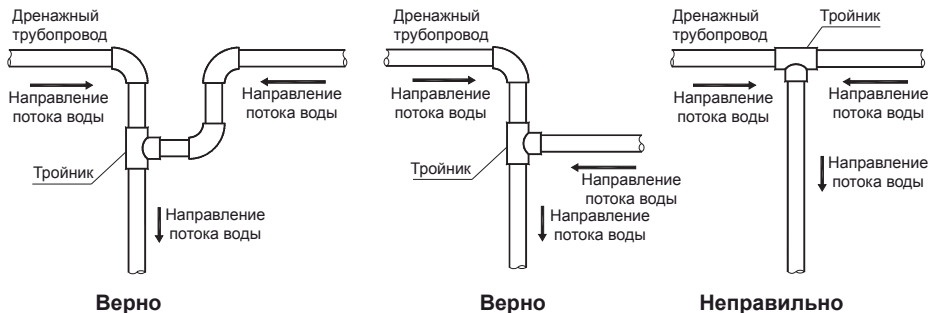 Дренажный
трубопровод
Направление
потока воды
Направление
потока воды
Тройник
Направление
потока воды
Верно
Дренажный
трубопровод
Направление
потока воды
Тройник
Направление
потока воды
Направление
потока воды
Верно
Дренажный
трубопровод
Тройник
Направление
потока воды
Направление
потока воды
Направление
потока воды
Неправильно